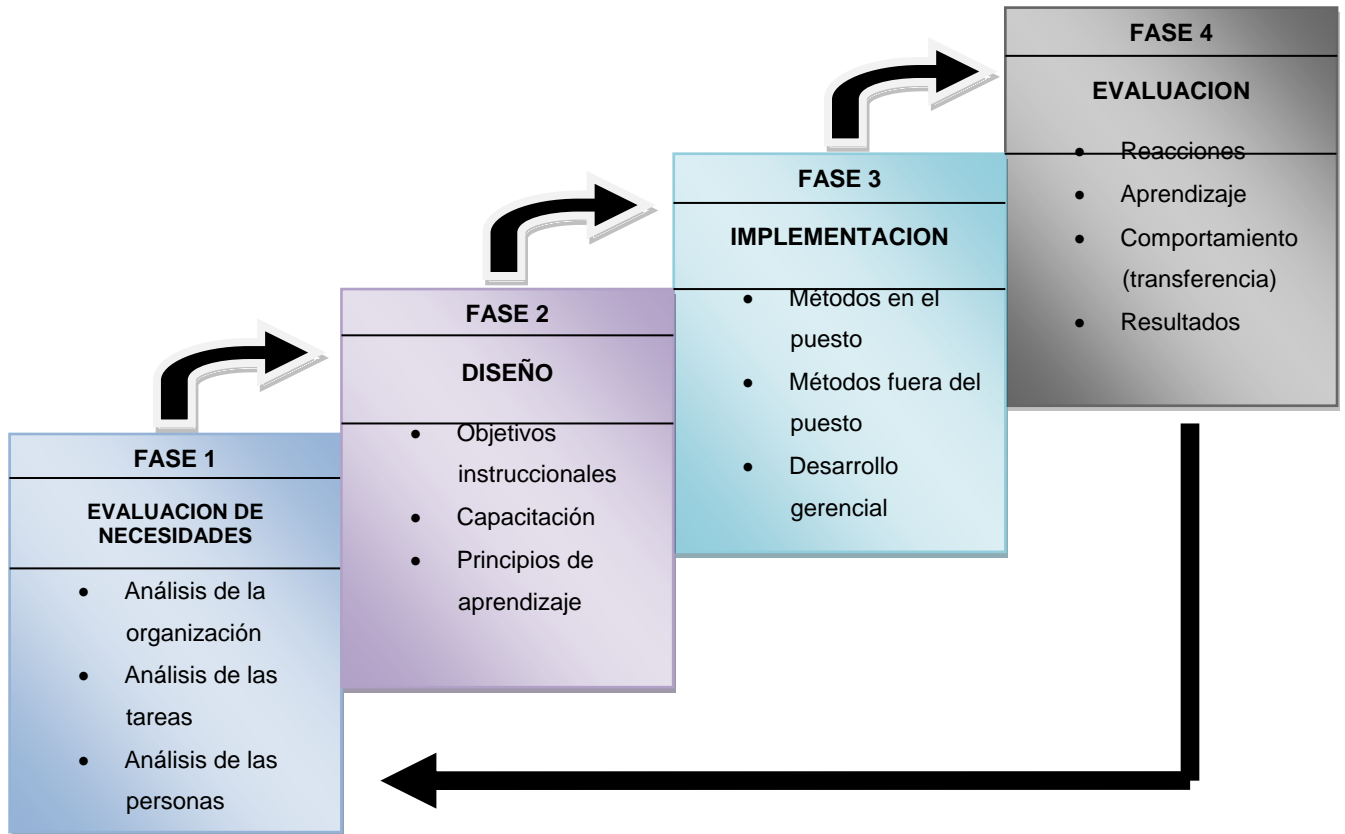 FASE 1
EVALUACION DE
NECESIDADES
• Análisis de la
organización
• Análisis de las
tareas
• Análisis de las
personas
FASE 2
DISEÑO
• Objetivos
instruccionales
• Capacitación
• Principios de
aprendizaje
FASE 3
IMPLEMENTACION
• Métodos en el
puesto
• Métodos fuera del
puesto
• Desarrollo
gerencial
FASE 4
EVALUACION
• Reacciones
• Aprendizaje
• Comportamiento
(transferencia)
• Resultados